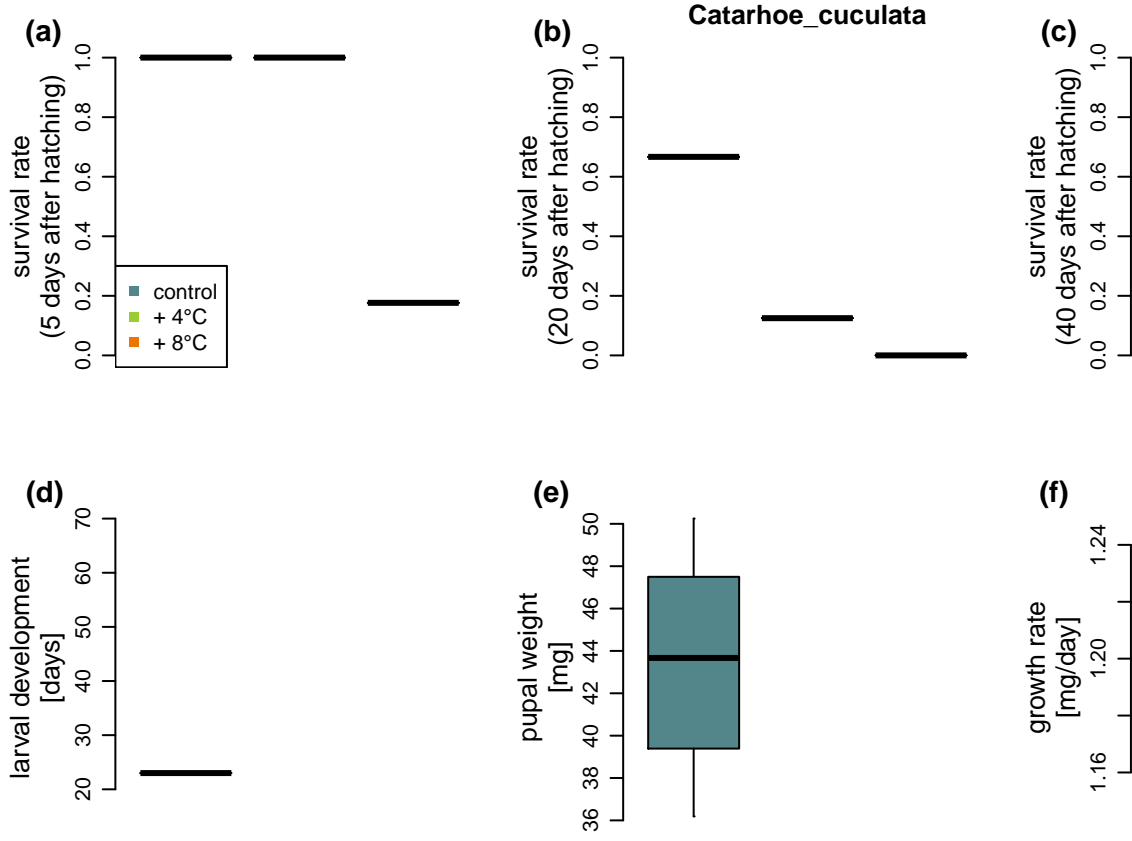 Catarhoe_cuculata
(a)
survival rate
(5 days after hatching)
1.0
0.8
0.6
0.4
0.2
0.0
control
+ 4°C
+ 8°C
(b)
survival rate
(20 days after hatching)
1.0
0.8
0.6
0.4
0.2
0.0
(c)
survival rate
(40 days after hatching)
1.0
0.8
0.6
0.4
0.2
0.0
(d)
larval development
[days]
70
60
50
40
30
20
(e)
pupal weight
[mg]
50
48
46
44
42
40
38
36
(f)
growth rate
[mg/day]
1.24
1.20
1.16